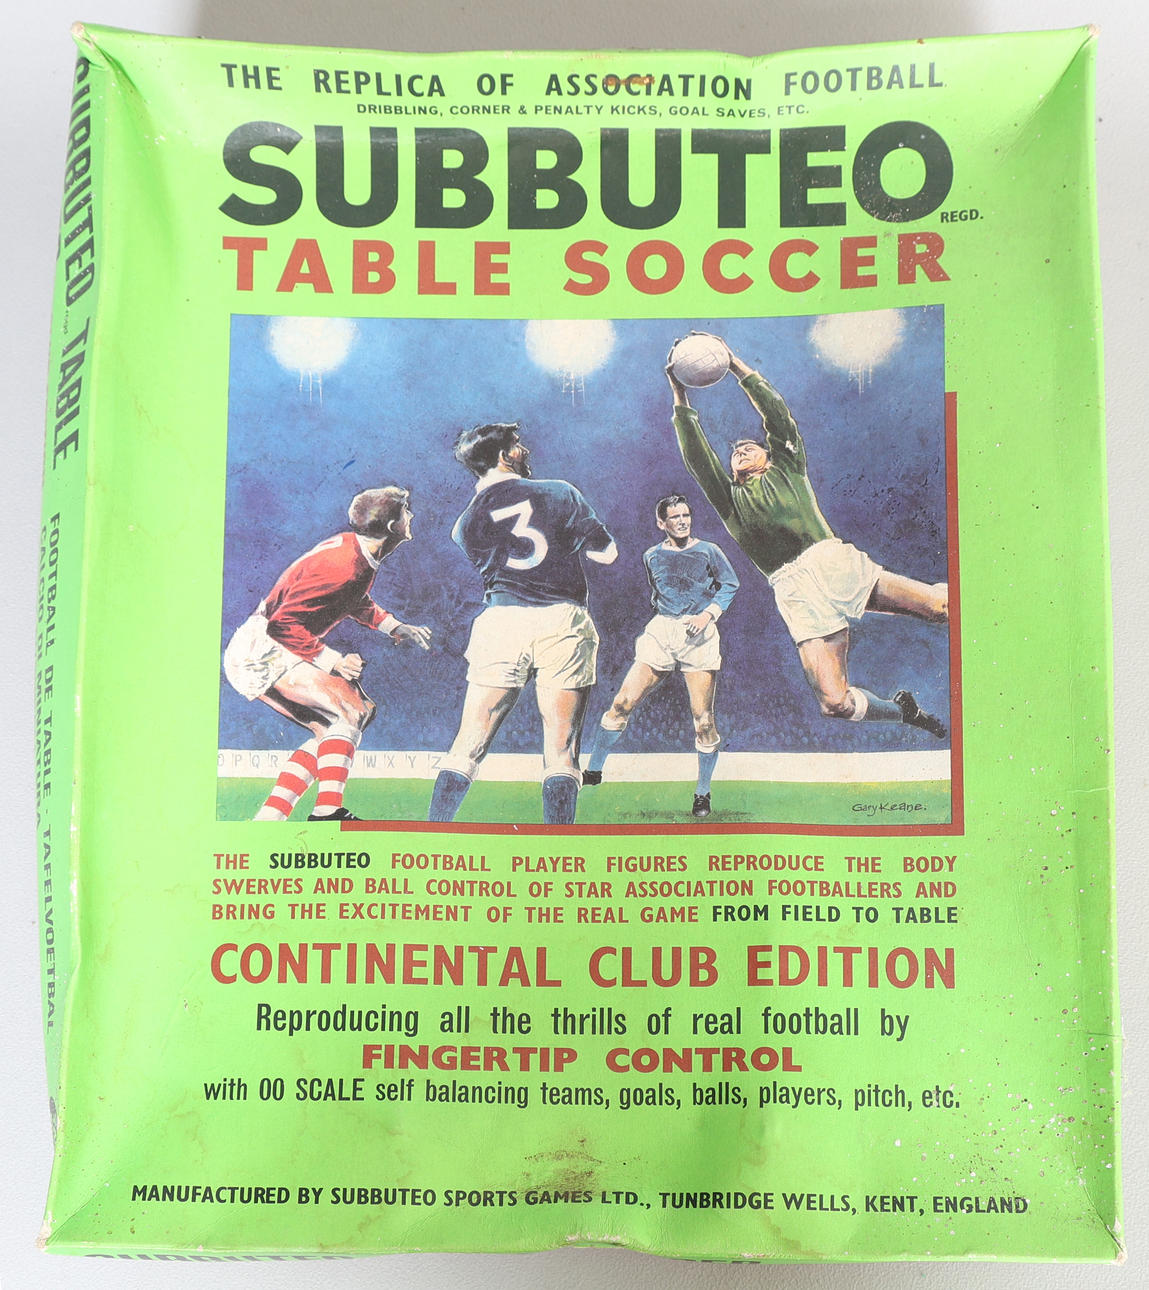 THE REPLICA OF ASSOCIATION FOOTBALL
DRIBBLING, CORNER & PENALTY KICKS, GOAL SAVES, ETC.
SUBBUTEO
REGD.
TABLE SOCCER
3
O P Q R W X Y Z
Gary Keane.
THE SUBBUTEO FOOTBALL PLAYER FIGURES REPRODUCE THE BODY
SWERVES AND BALL CONTROL OF STAR ASSOCIATION FOOTBALLERS AND
BRING THE EXCITEMENT OF THE REAL GAME FROM FIELD TO TABLE
CONTINENTAL CLUB EDITION
Reproducing all the thrills of real football by
FINGERTIP CONTROL
with 00 SCALE self balancing teams, goals, balls, players, pitch, etc.
MANUFACTURED BY SUBBUTEO SPORTS GAMES LTD., TUNBRIDGE WELLS, KENT, ENGLAND
SUBBUTEO TABLE
FOOTBALL DE TABLE · TAFELVOETBAL
CALCIO DI MINIATURA